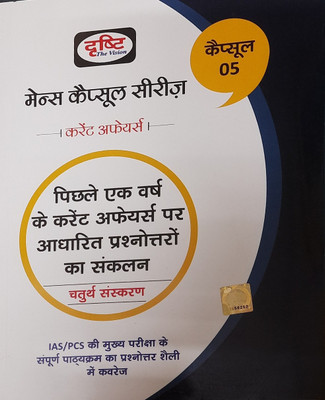 दृष्टि
The Vision
कैप्सूल
05
मेन्स कैप्सूल सीरीज़
करेंट अफेयर्स
पिछले एक वर्ष
के करेंट अफेयर्स पर
आधारित प्रश्नोत्तरों
का संकलन
चतुर्थ संस्करण
IAS/PCS की मुख्य परीक्षा के
संपूर्ण पाठ्यक्रम का प्रश्नोत्तर शैली
में कवरेज